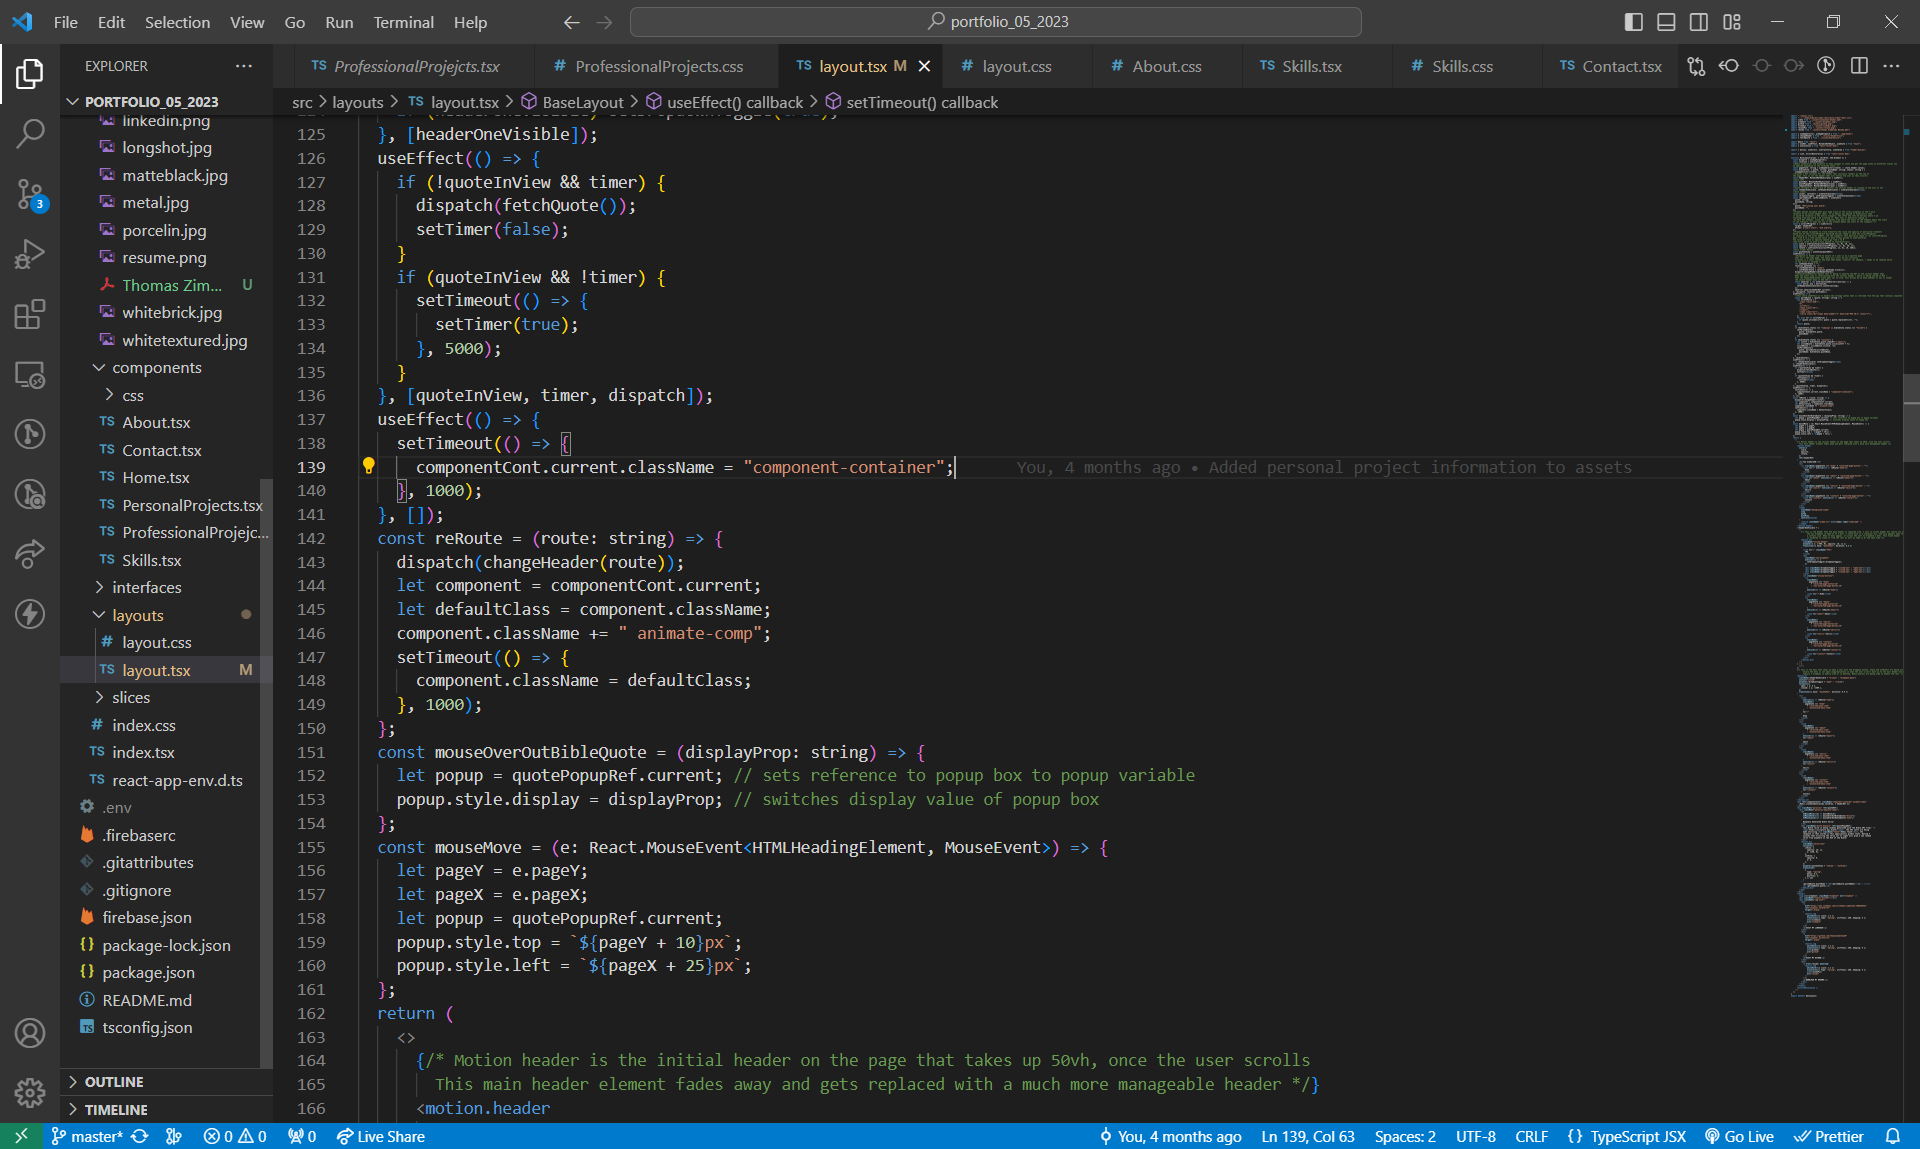 File Edit Selection View Go Run Terminal Help
portfolio_05_2023
EXPLORER
TS ProfessionalProjejcts.tsx
# ProfessionalProjects.css
TS layout.tsx M
# layout.css
# About.css
TS Skills.tsx
# Skills.css
TS Contact.tsx
PORTFOLIO_05_2023
linkedin.png
longshot.jpg
matteblack.jpg
metal.jpg
porcelin.jpg
resume.png
Thomas Zim... U
whitebrick.jpg
whitetextured.jpg
components
css
TS About.tsx
TS Contact.tsx
TS Home.tsx
TS PersonalProjects.tsx
TS ProfessionalProjejc...
TS Skills.tsx
interfaces
layouts
# layout.css
TS layout.tsx M
slices
# index.css
TS index.tsx
TS react-app-env.d.ts
.env
.firebaserc
.gitattributes
.gitignore
firebase.json
{} package-lock.json
{} package.json
README.md
TS tsconfig.json
OUTLINE
TIMELINE
3
src > layouts > TS layout.tsx > BaseLayout > useEffect() callback > setTimeout() callback
125 }, [headerOneVisible]);
126 useEffect(() => {
127 if (!quoteInView && timer) {
128 dispatch(fetchQuote());
129 setTimer(false);
130 }
131 if (quoteInView && !timer) {
132 setTimeout(() => {
133 setTimer(true);
134 }, 5000);
135 }
136 }, [quoteInView, timer, dispatch]);
137 useEffect(() => {
138 setTimeout(() => {
139 componentCont.current.className = "component-container"; You, 4 months ago • Added personal project information to assets
140 }, 1000);
141 }, []);
142 const reRoute = (route: string) => {
143 dispatch(changeHeader(route));
144 let component = componentCont.current;
145 let defaultClass = component.className;
146 component.className += " animate-comp";
147 setTimeout(() => {
148 component.className = defaultClass;
149 }, 1000);
150 };
151 const mouseOverOutBibleQuote = (displayProp: string) => {
152 let popup = quotePopupRef.current; // sets reference to popup box to popup variable
153 popup.style.display = displayProp; // switches display value of popup box
154 };
155 const mouseMove = (e: React.MouseEvent<HTMLHeadingElement, MouseEvent>) => {
156 let pageY = e.pageY;
157 let pageX = e.pageX;
158 let popup = quotePopupRef.current;
159 popup.style.top = `${pageY + 10}px`;
160 popup.style.left = `${pageX + 25}px`;
161 };
162 return (
163 <>
164 {/* Motion header is the initial header on the page that takes up 50vh, once the user scrolls
165 This main header element fades away and gets replaced with a much more manageable header */}
166 <motion.header
master* 0 0 0 Live Share You, 4 months ago Ln 139, Col 63 Spaces: 2 UTF-8 CRLF {} TypeScript JSX Go Live Prettier